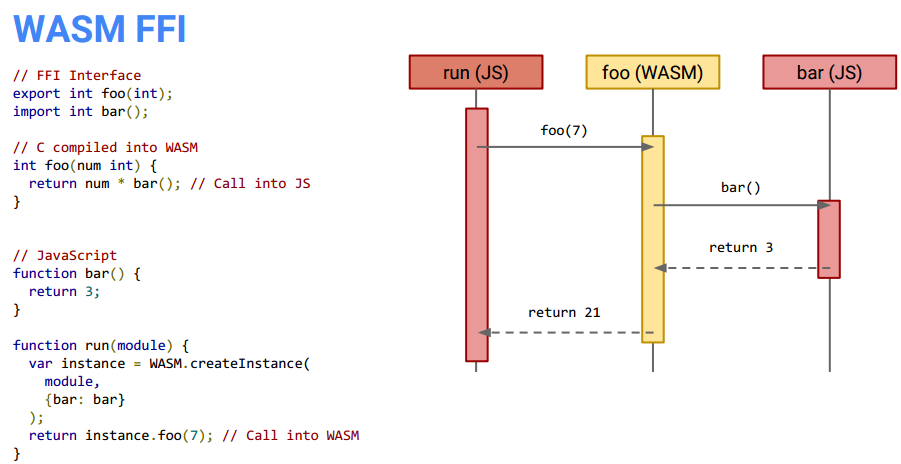 WASM FFI
// FFI Interface
export int foo(int);
import int bar();
// C compiled into WASM
int foo(num int) {
  return num * bar(); // Call into JS
}
// JavaScript
function bar() {
  return 3;
}
function run(module) {
  var instance = WASM.createInstance(
    module,
    {bar: bar}
  );
  return instance.foo(7); // Call into WASM
}
run (JS)
foo (WASM)
bar (JS)
foo(7)
bar()
return 3
return 21